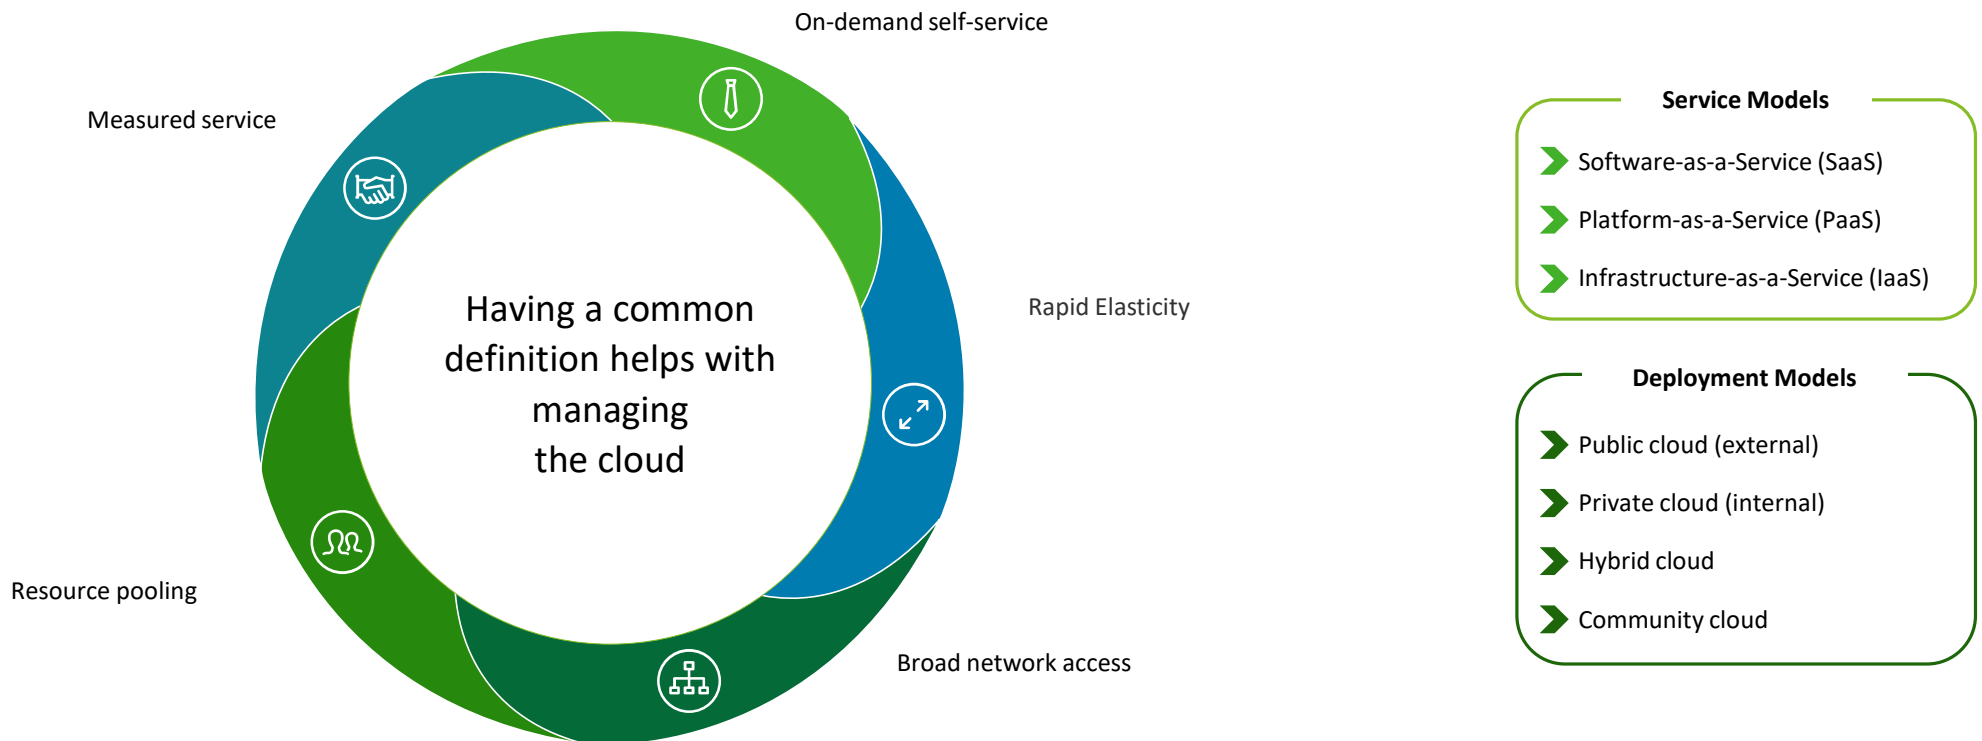 On-demand self-service
Measured service
Having a common
definition helps with
managing
the cloud
Rapid Elasticity
Resource pooling
Broad network access
Service Models
Software-as-a-Service (SaaS)
Platform-as-a-Service (PaaS)
Infrastructure-as-a-Service (IaaS)
Deployment Models
Public cloud (external)
Private cloud (internal)
Hybrid cloud
Community cloud